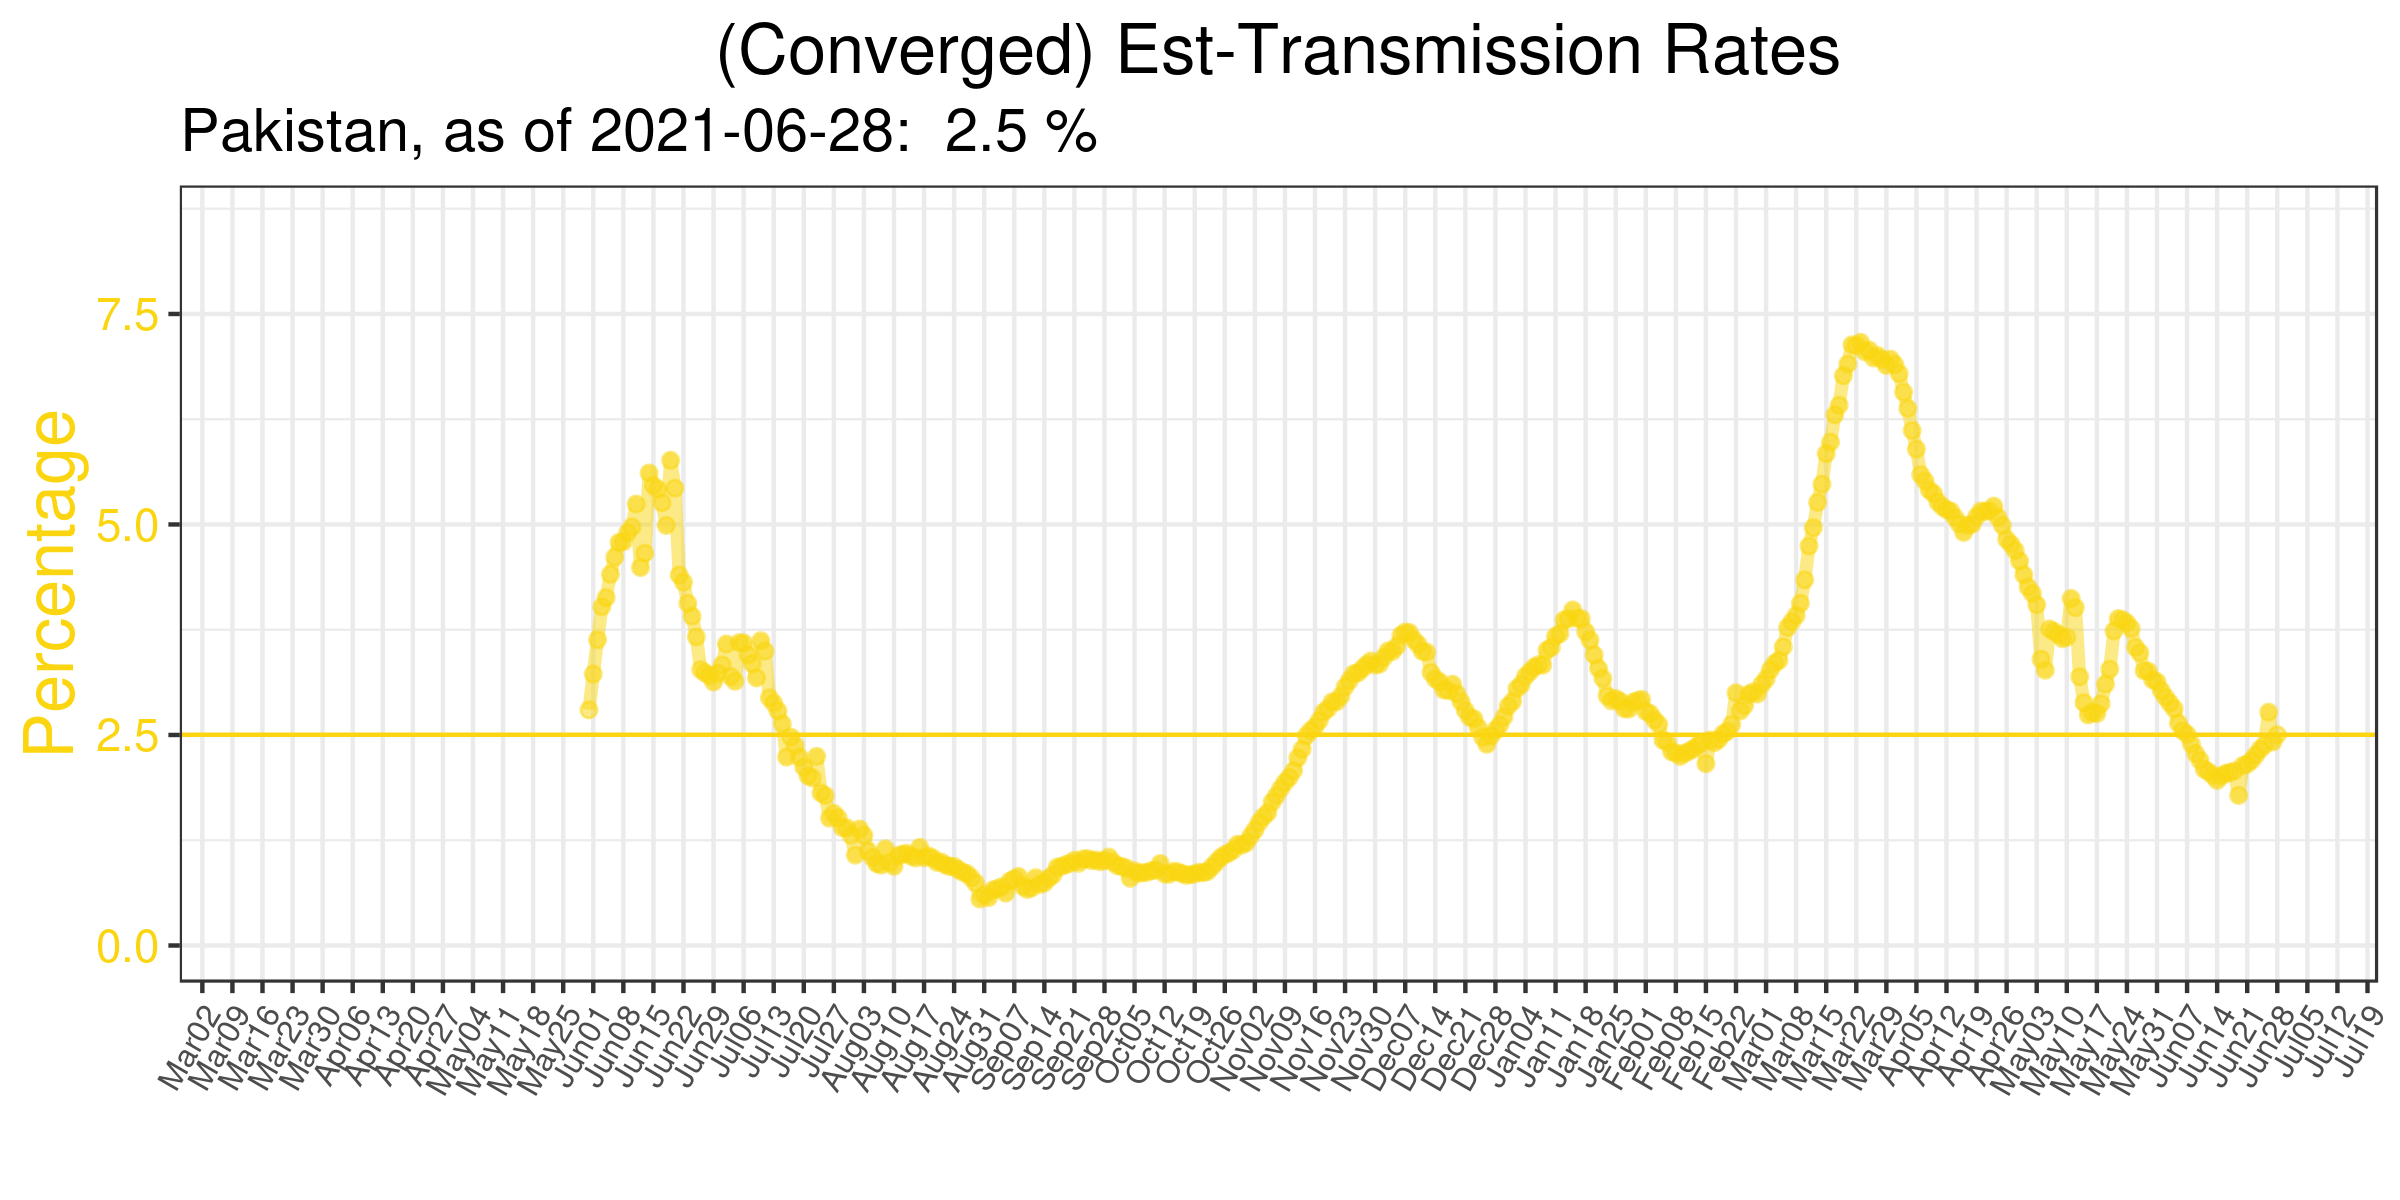 (Converged) Est-Transmission Rates
Pakistan, as of 2021-06-28:  2.5 %
Percentage
7.5
5.0
2.5
0.0
Mar02
Mar09
Mar16
Mar23
Mar30
Apr06
Apr13
Apr20
Apr27
May04
May11
May18
May25
Jun01
Jun08
Jun15
Jun22
Jun29
Jul06
Jul13
Jul20
Jul27
Aug03
Aug10
Aug17
Aug24
Aug31
Sep07
Sep14
Sep21
Sep28
Oct05
Oct12
Oct19
Oct26
Nov02
Nov09
Nov16
Nov23
Nov30
Dec07
Dec14
Dec21
Dec28
Jan04
Jan11
Jan18
Jan25
Feb01
Feb08
Feb15
Feb22
Mar01
Mar08
Mar15
Mar22
Mar29
Apr05
Apr12
Apr19
Apr26
May03
May10
May17
May24
May31
Jun07
Jun14
Jun21
Jun28
Jul05
Jul12
Jul19